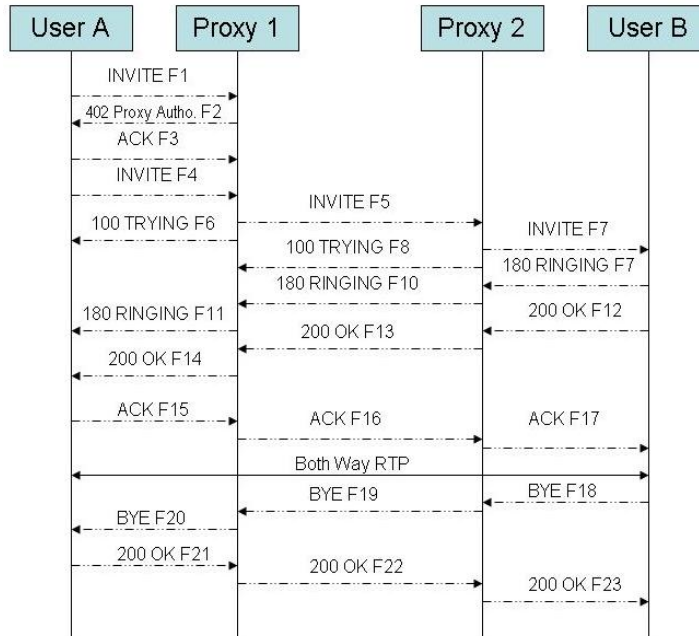 User A
Proxy 1
Proxy 2
User B
INVITE F1
402 Proxy Autho. F2
ACK F3
INVITE F4
INVITE F5
100 TRYING F6
INVITE F7
100 TRYING F8
180 RINGING F7
180 RINGING F10
180 RINGING F11
200 OK F12
200 OK F13
200 OK F14
ACK F15
ACK F16
ACK F17
Both Way RTP
BYE F18
BYE F19
BYE F20
200 OK F21
200 OK F22
200 OK F23